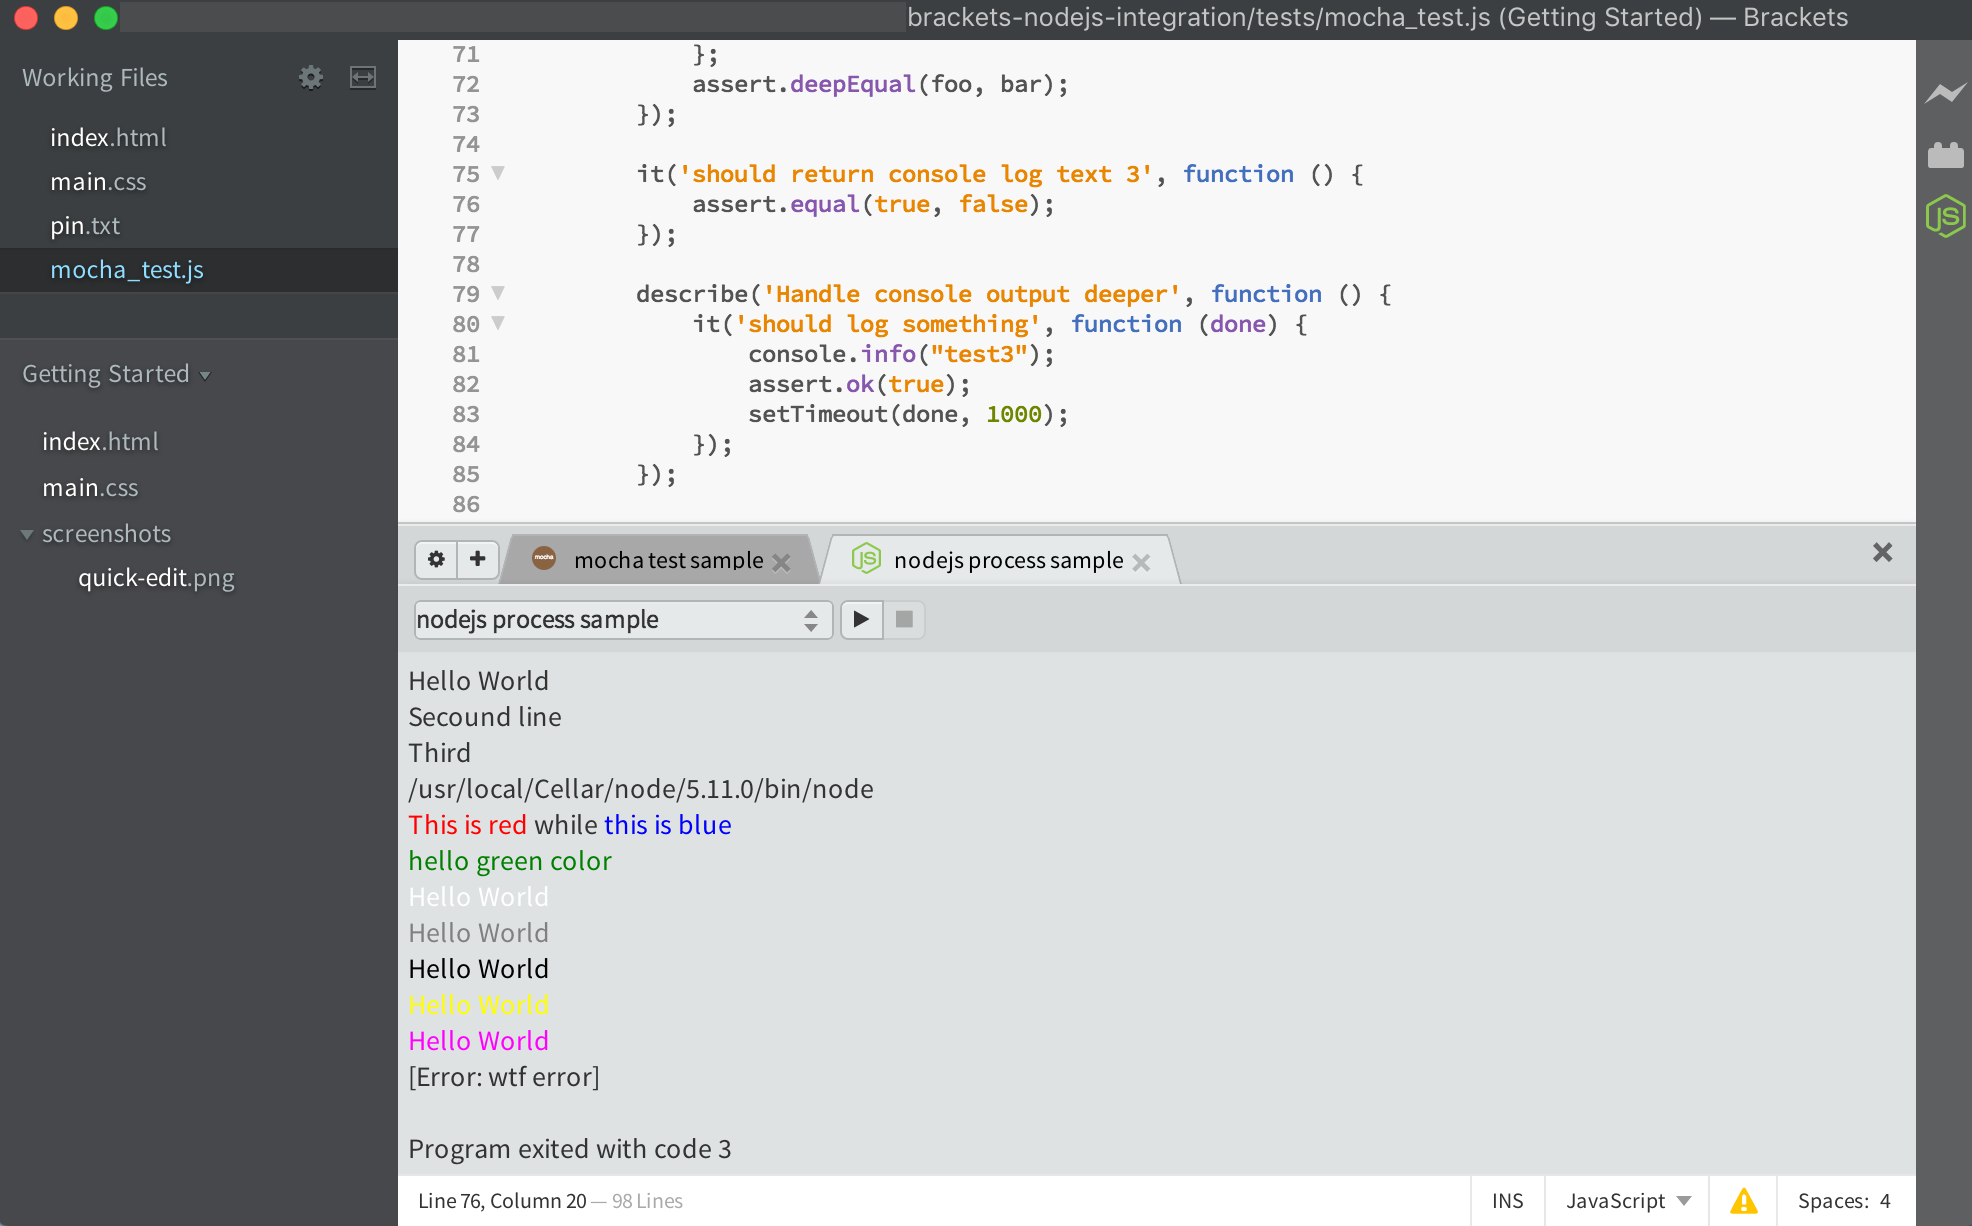 brackets-nodejs-integration/tests/mocha_test.js (Getting Started) — Brackets
Working Files
index.html
main.css
pin.txt
mocha_test.js
Getting Started
index.html
main.css
screenshots
quick-edit.png
71 };
72 assert.deepEqual(foo, bar);
73 });
74
75 it('should return console log text 3', function () {
76 assert.equal(true, false);
77 });
78
79 describe('Handle console output deeper', function () {
80 it('should log something', function (done) {
81 console.info("test3");
82 assert.ok(true);
83 setTimeout(done, 1000);
84 });
85 });
86
JS
mocha mocha test sample
JS nodejs process sample
nodejs process sample
Hello World
Secound line
Third
/usr/local/Cellar/node/5.11.0/bin/node
This is red while this is blue
hello green color
Hello World
Hello World
Hello World
Hello World
Hello World
[Error: wtf error]
Program exited with code 3
Line 76, Column 20 — 98 Lines
INS
JavaScript
Spaces: 4